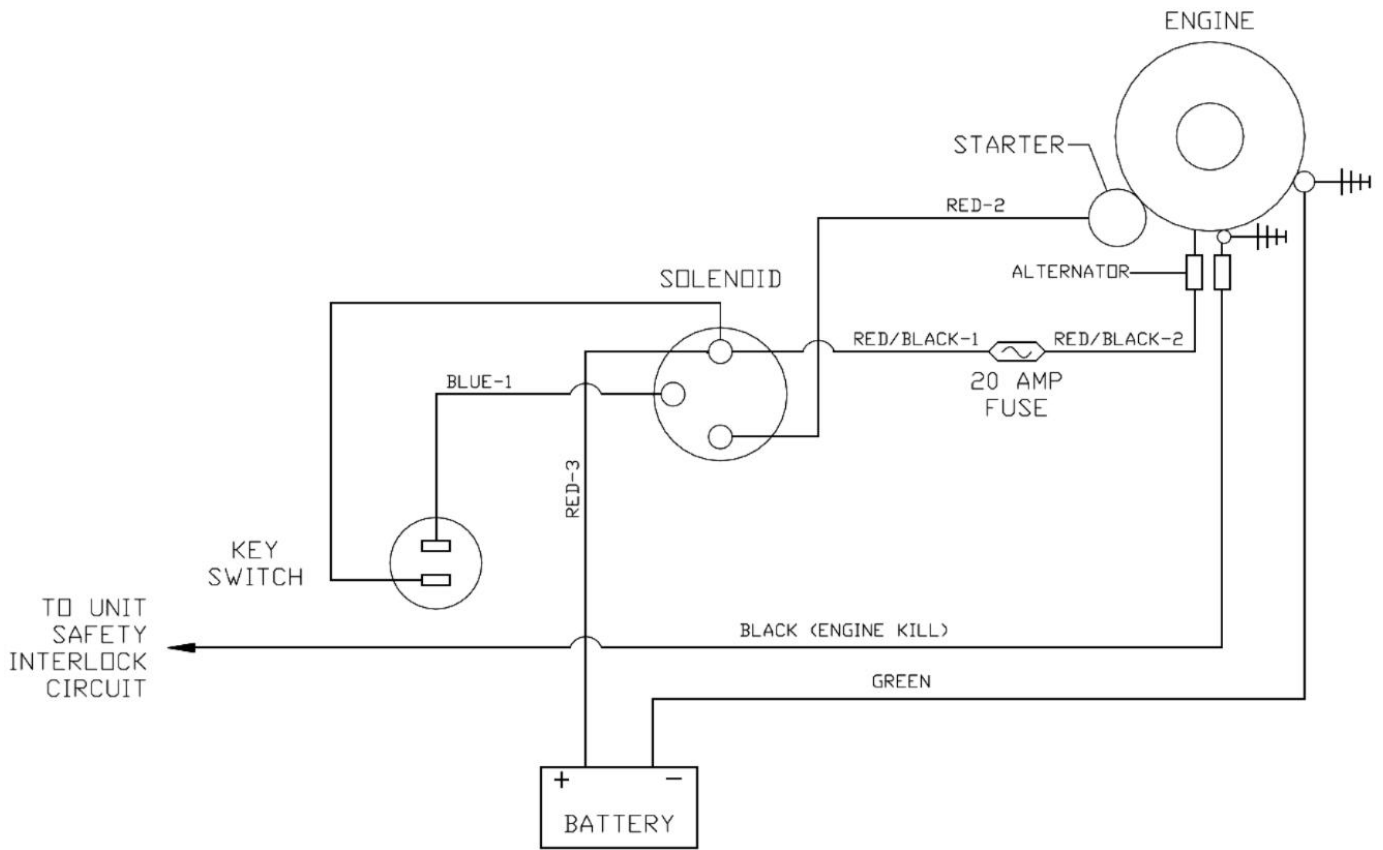 ENGINE
STARTER
RED-2
SOLENOID
ALTERNATOR
RED/BLACK-1
RED/BLACK-2
20 AMP
FUSE
BLUE-1
RED-3
KEY
SWITCH
TO UNIT
SAFETY
INTERLOCK
CIRCUIT
BLACK (ENGINE KILL)
GREEN
+
−
BATTERY